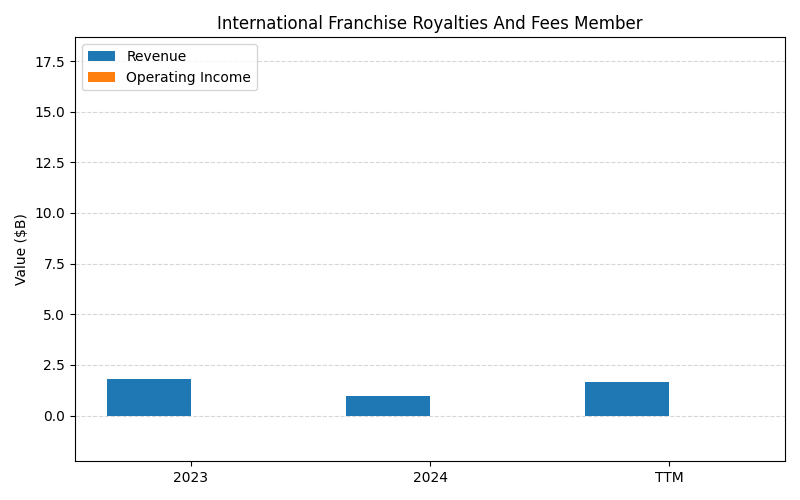 International Franchise Royalties And Fees Member
Revenue
Operating Income
Value ($B)
17.5
15.0
12.5
10.0
7.5
5.0
2.5
0.0
2023
2024
TTM